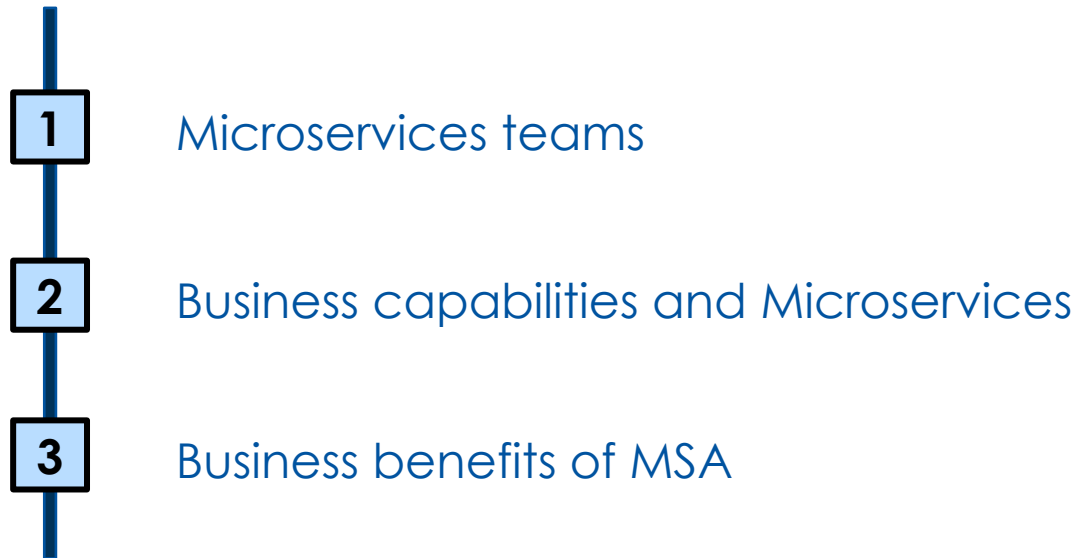 1 Microservices teams
2 Business capabilities and Microservices
3 Business benefits of MSA